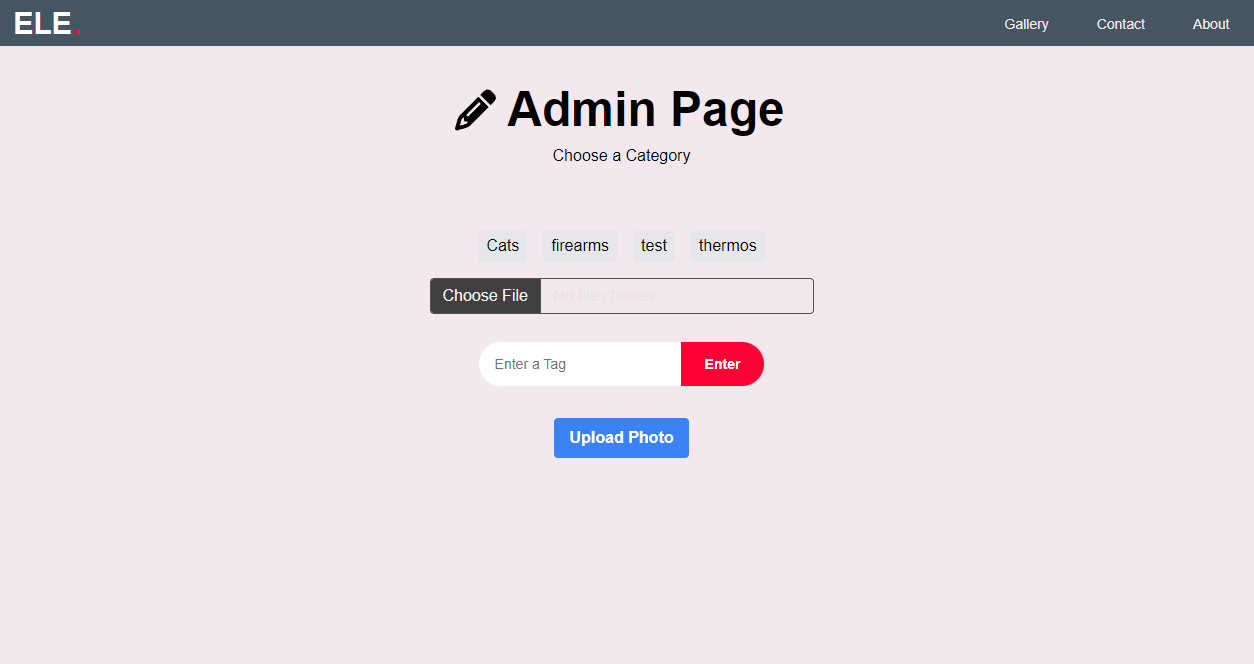 ELE.
Gallery Contact About
Admin Page
Choose a Category
Cats firearms test thermos
Choose File No file chosen
Enter a Tag Enter
Upload Photo